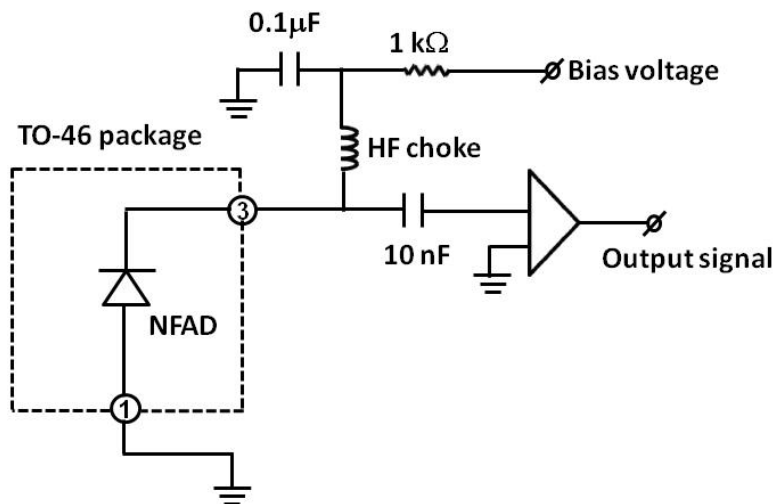 0.1μF
1 kΩ
Bias voltage
TO-46 package
HF choke
3
10 nF
Output signal
NFAD
1